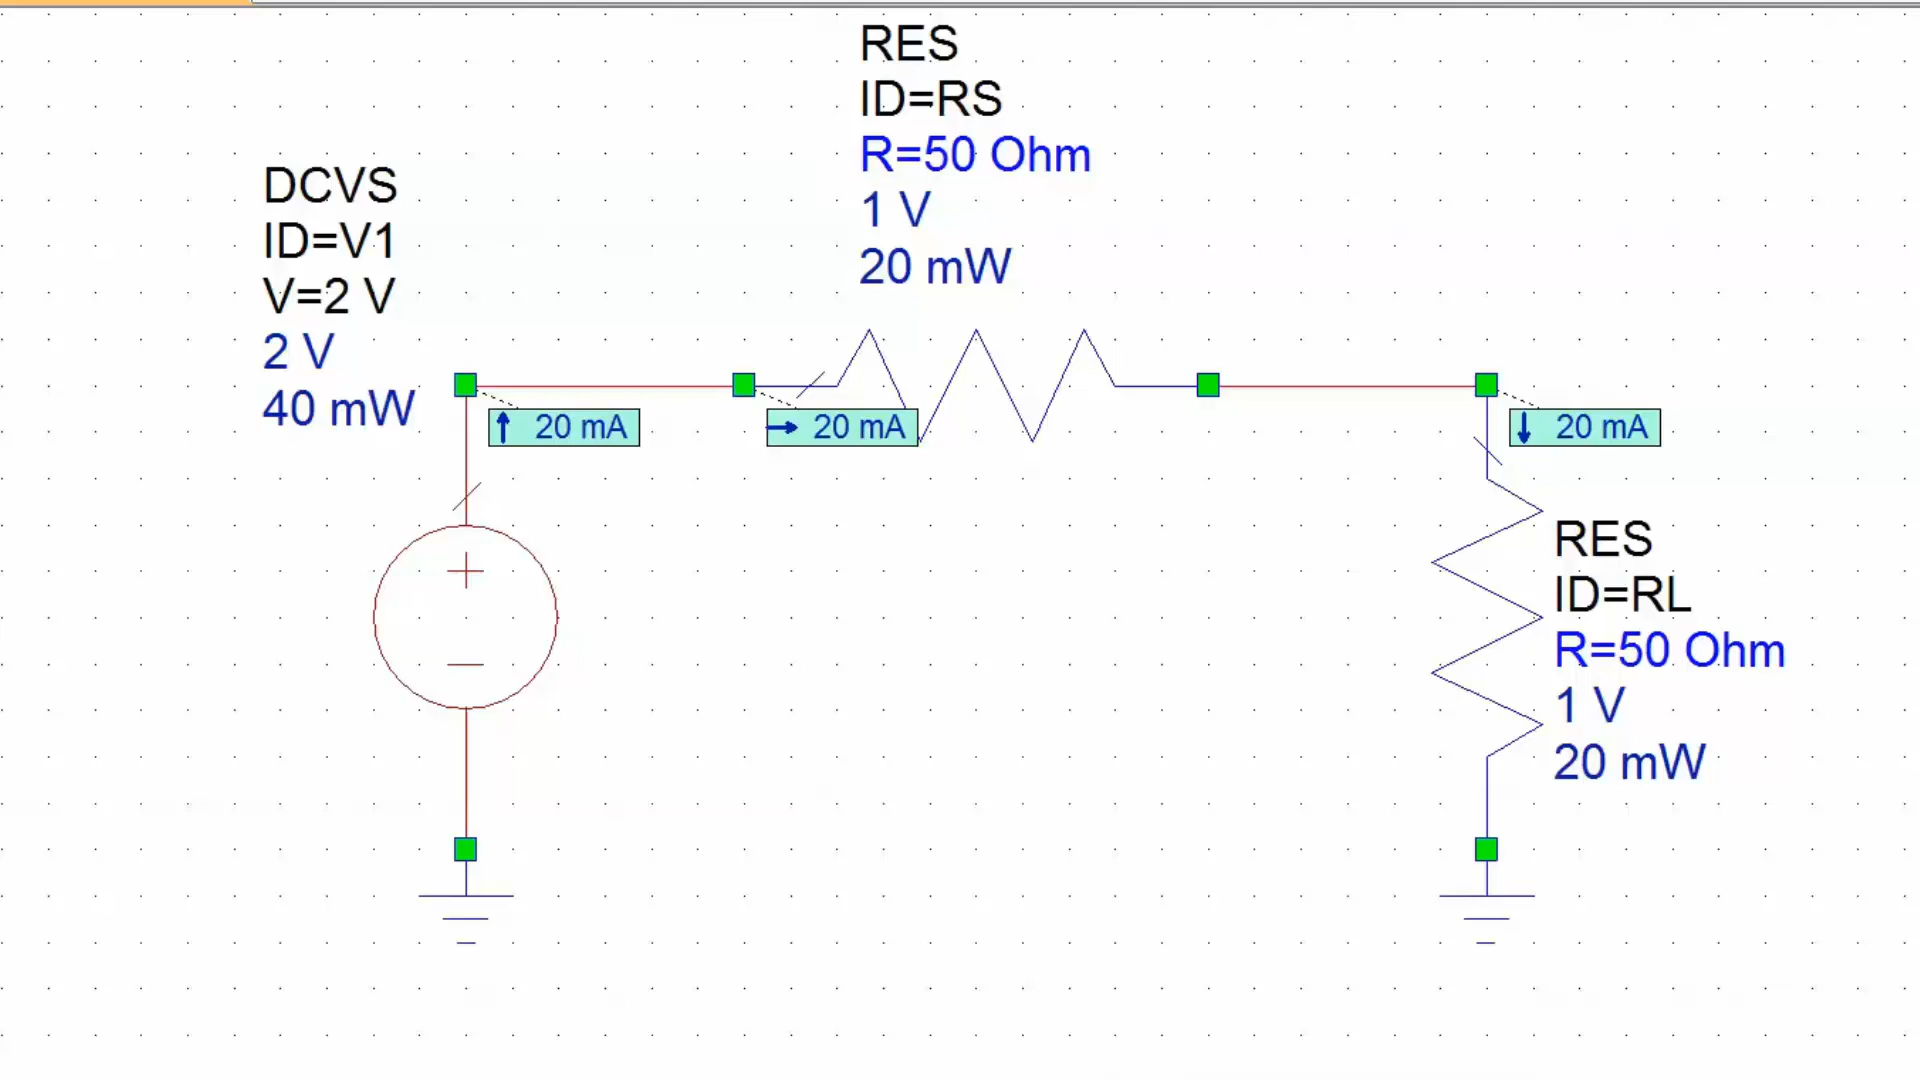 RES
ID=RS
R=50 Ohm
1 V
20 mW
DCVS
ID=V1
V=2 V
2 V
40 mW
20 mA
20 mA
20 mA
RES
ID=RL
R=50 Ohm
1 V
20 mW